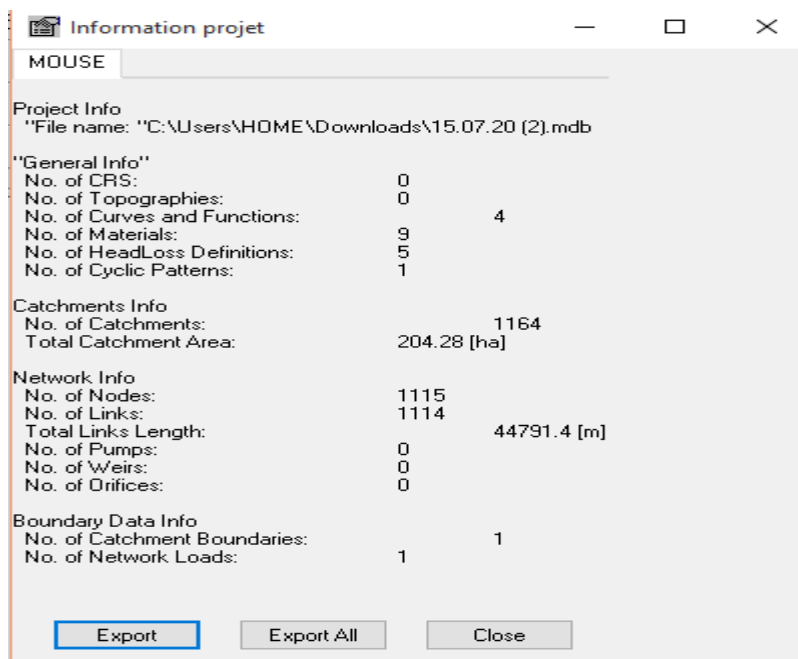 Information projet
MOUSE
Project Info
"File name: "C:\Users\HOME\Downloads\15.07.20 (2).mdb
"General Info"
No. of CRS: 0
No. of Topographies: 0
No. of Curves and Functions: 4
No. of Materials: 9
No. of HeadLoss Definitions: 5
No. of Cyclic Patterns: 1
Catchments Info
No. of Catchments: 1164
Total Catchment Area: 204.28 [ha]
Network Info
No. of Nodes: 1115
No. of Links: 1114
Total Links Length: 44791.4 [m]
No. of Pumps: 0
No. of Weirs: 0
No. of Orifices: 0
Boundary Data Info
No. of Catchment Boundaries: 1
No. of Network Loads: 1
Export Export All Close